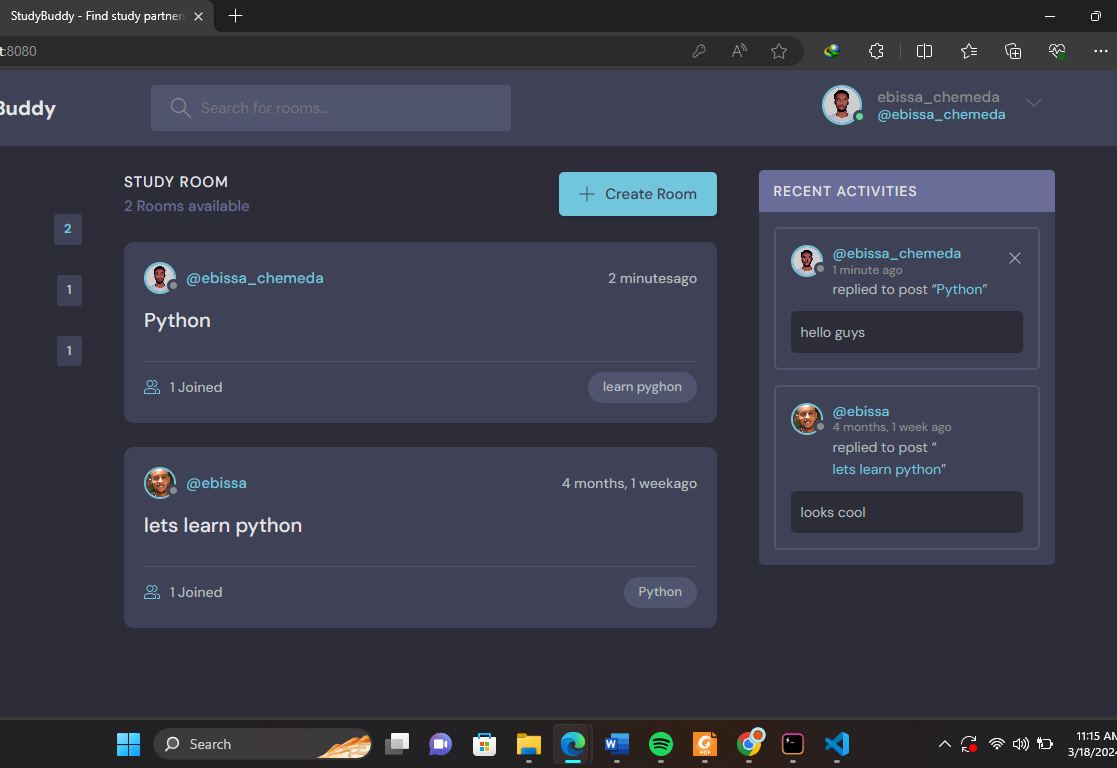 StudyBuddy - Find study partners
t:8080
Buddy
Search for rooms...
ebissa_chemeda
@ebissa_chemeda
STUDY ROOM
2 Rooms available
Create Room
2
1
1
@ebissa_chemeda
2 minutesago
Python
1 Joined
learn pyghon
@ebissa
4 months, 1 weekago
lets learn python
1 Joined
Python
RECENT ACTIVITIES
@ebissa_chemeda
1 minute ago
replied to post “Python”
hello guys
@ebissa
4 months, 1 week ago
replied to post “
lets learn python”
looks cool
Search
11:15 AM
3/18/2024